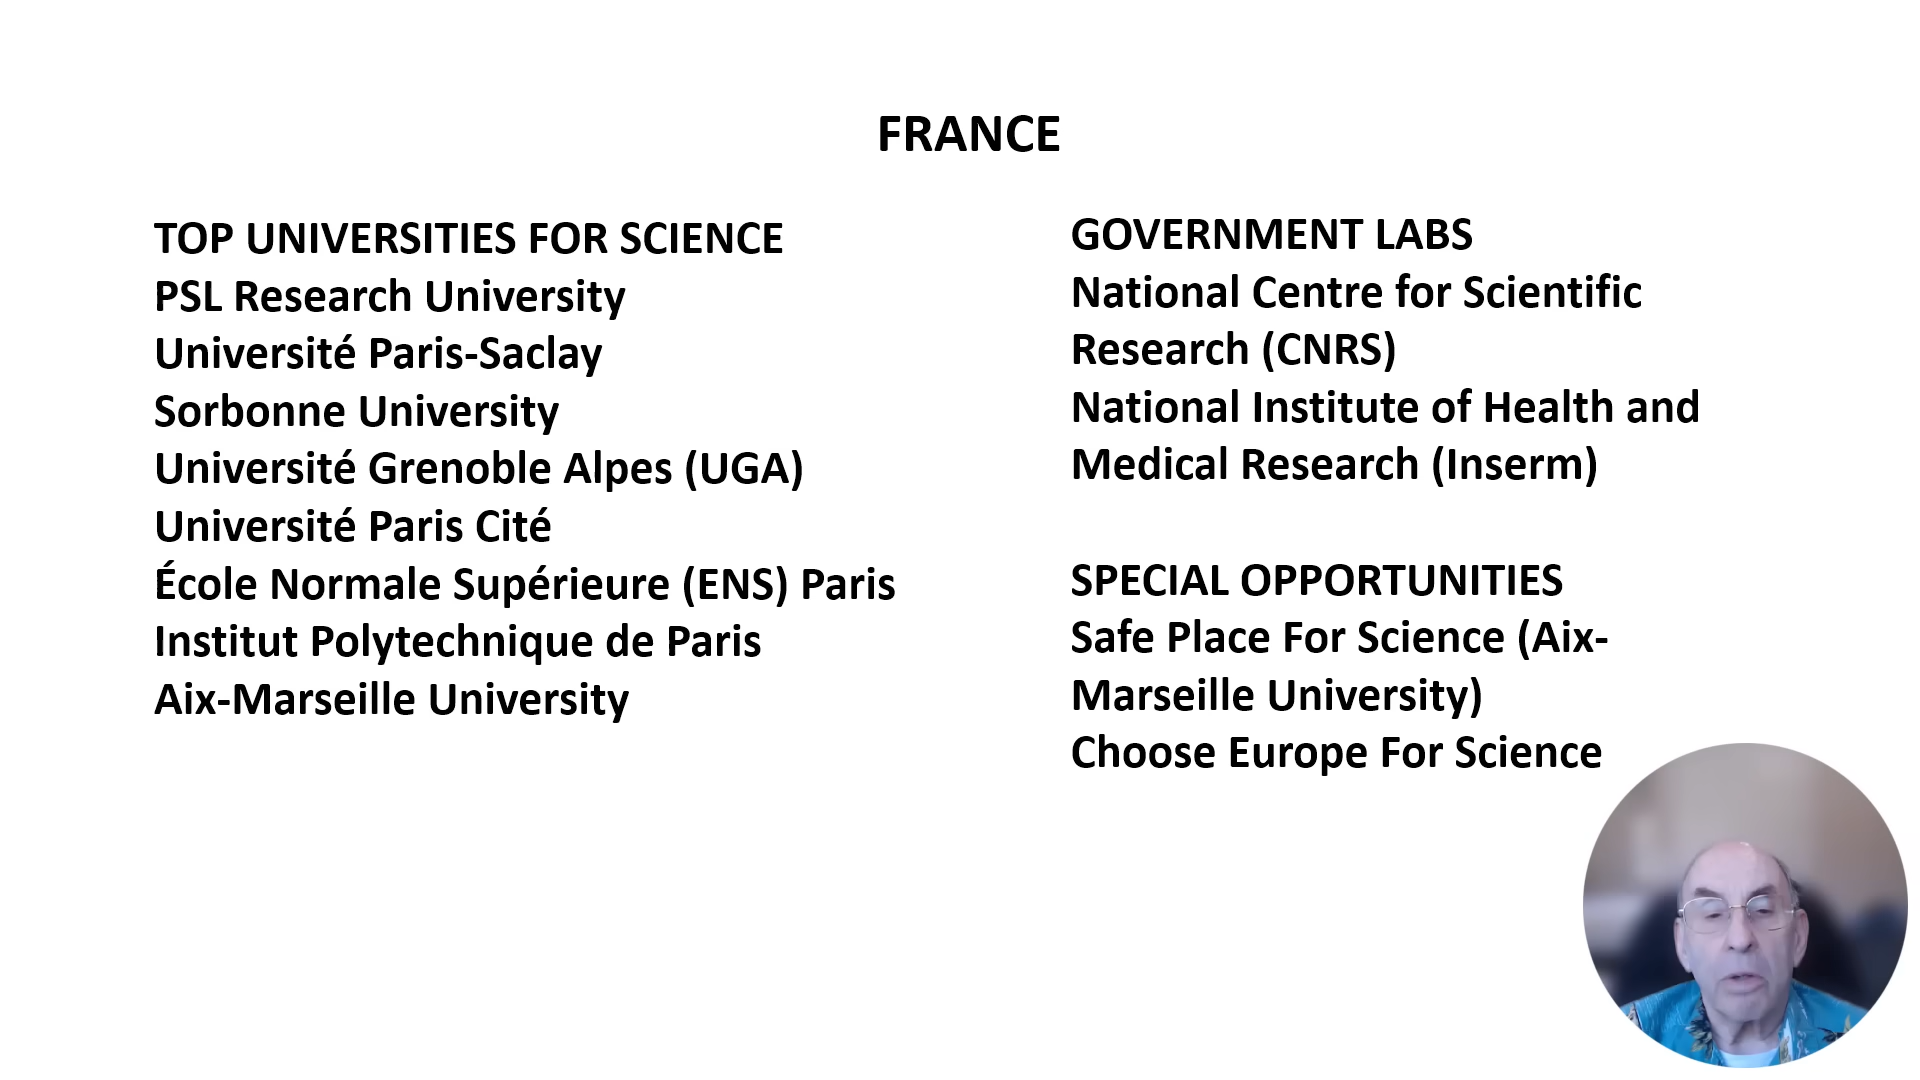 FRANCE
TOP UNIVERSITIES FOR SCIENCE
PSL Research University
Université Paris-Saclay
Sorbonne University
Université Grenoble Alpes (UGA)
Université Paris Cité
École Normale Supérieure (ENS) Paris
Institut Polytechnique de Paris
Aix-Marseille University
GOVERNMENT LABS
National Centre for Scientific
Research (CNRS)
National Institute of Health and
Medical Research (Inserm)
SPECIAL OPPORTUNITIES
Safe Place For Science (Aix-
Marseille University)
Choose Europe For Science